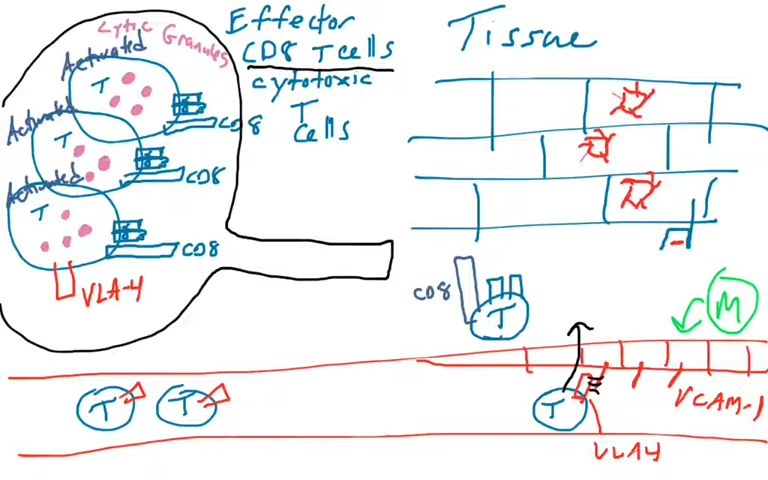 Lytic Granules
Effector
CD8 T cells
cytotoxic
T
cells
Tissue
Activated
T
CD8
Activated
T
CD8
Activated
T
CD8
VLA-4
CD8
T
M
T
T
T
VCAM-1
VLA4